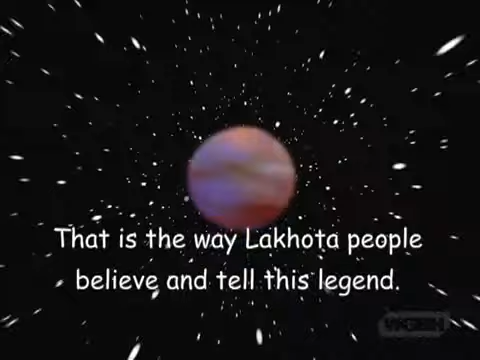 That is the way Lakhota people
believe and tell this legend.